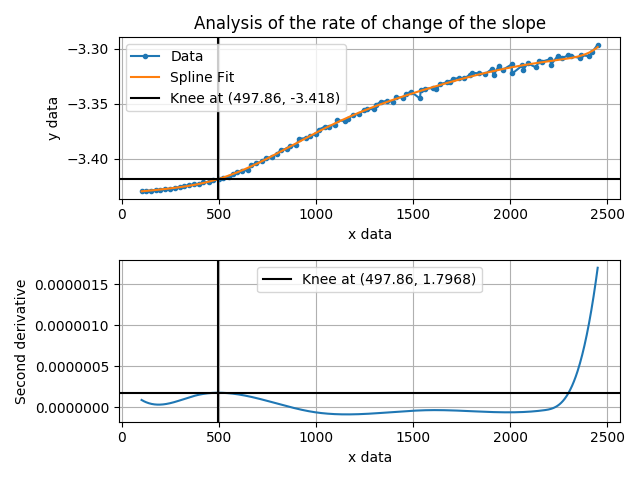 Analysis of the rate of change of the slope
−3.30
−3.35
−3.40
y data
Data
Spline Fit
Knee at (497.86, -3.418)
0 500 1000 1500 2000 2500
x data
0.0000015
0.0000010
0.0000005
0.0000000
Second derivative
Knee at (497.86, 1.7968)
0 500 1000 1500 2000 2500
x data